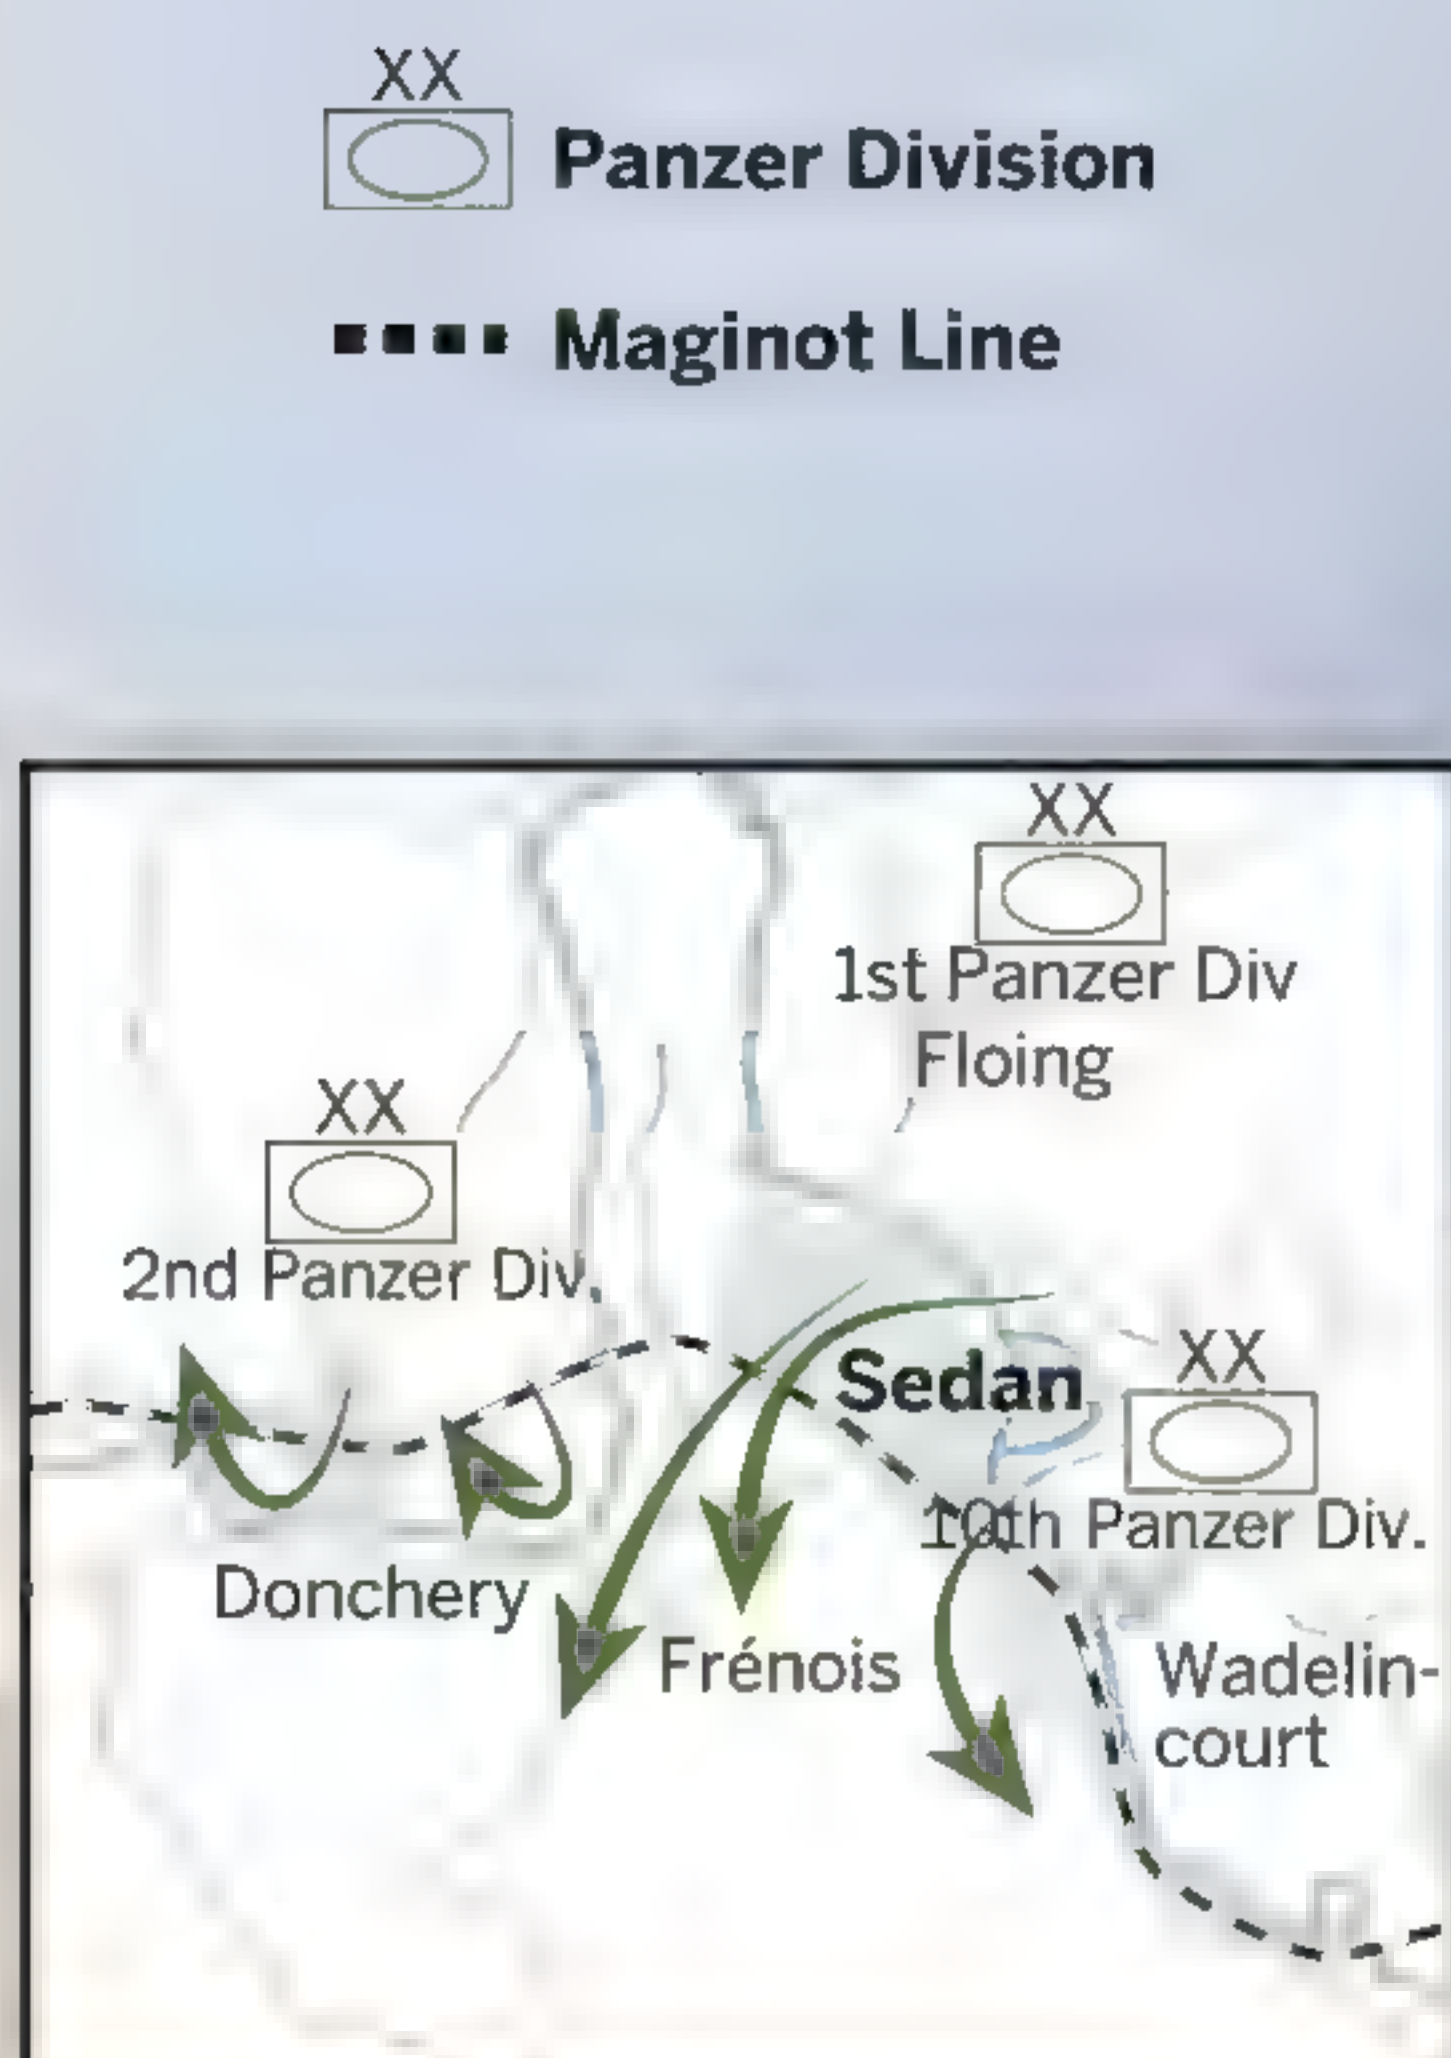 XX
Panzer Division
Maginot Line
XX
1st Panzer Div
Floing
XX
2nd Panzer Div.
Sedan
XX
10th Panzer Div.
Donchery
Frénois
Wadelin-
court